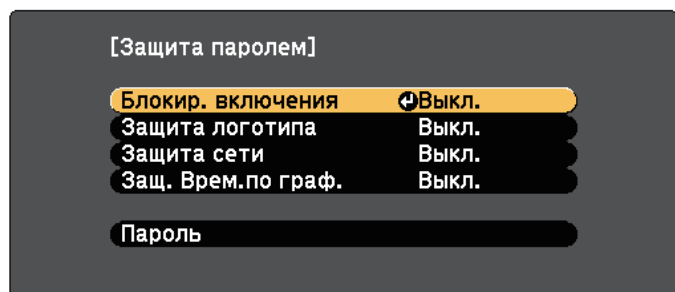 [Защита паролем]
Блокир. включения Выкл.
Защита логотипа Выкл.
Защита сети Выкл.
Защ. Врем.по граф. Выкл.
Пароль